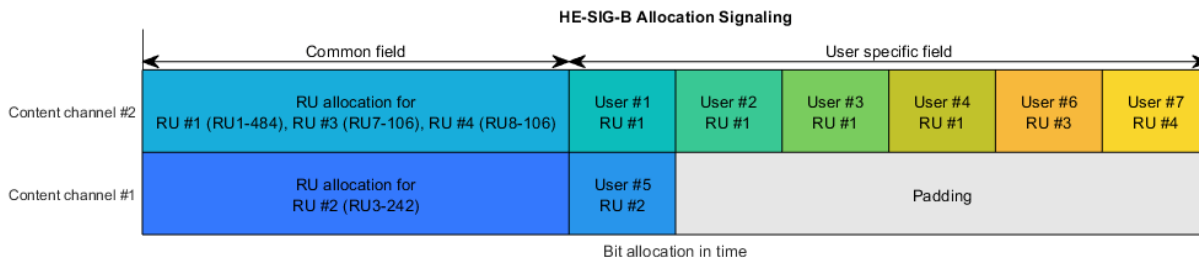 HE-SIG-B Allocation Signaling
Common field
User specific field
Content channel #2
RU allocation for
RU #1 (RU1-484), RU #3 (RU7-106), RU #4 (RU8-106)
User #1
RU #1
User #2
RU #1
User #3
RU #1
User #4
RU #1
User #6
RU #3
User #7
RU #4
Content channel #1
RU allocation for
RU #2 (RU3-242)
User #5
RU #2
Padding
Bit allocation in time